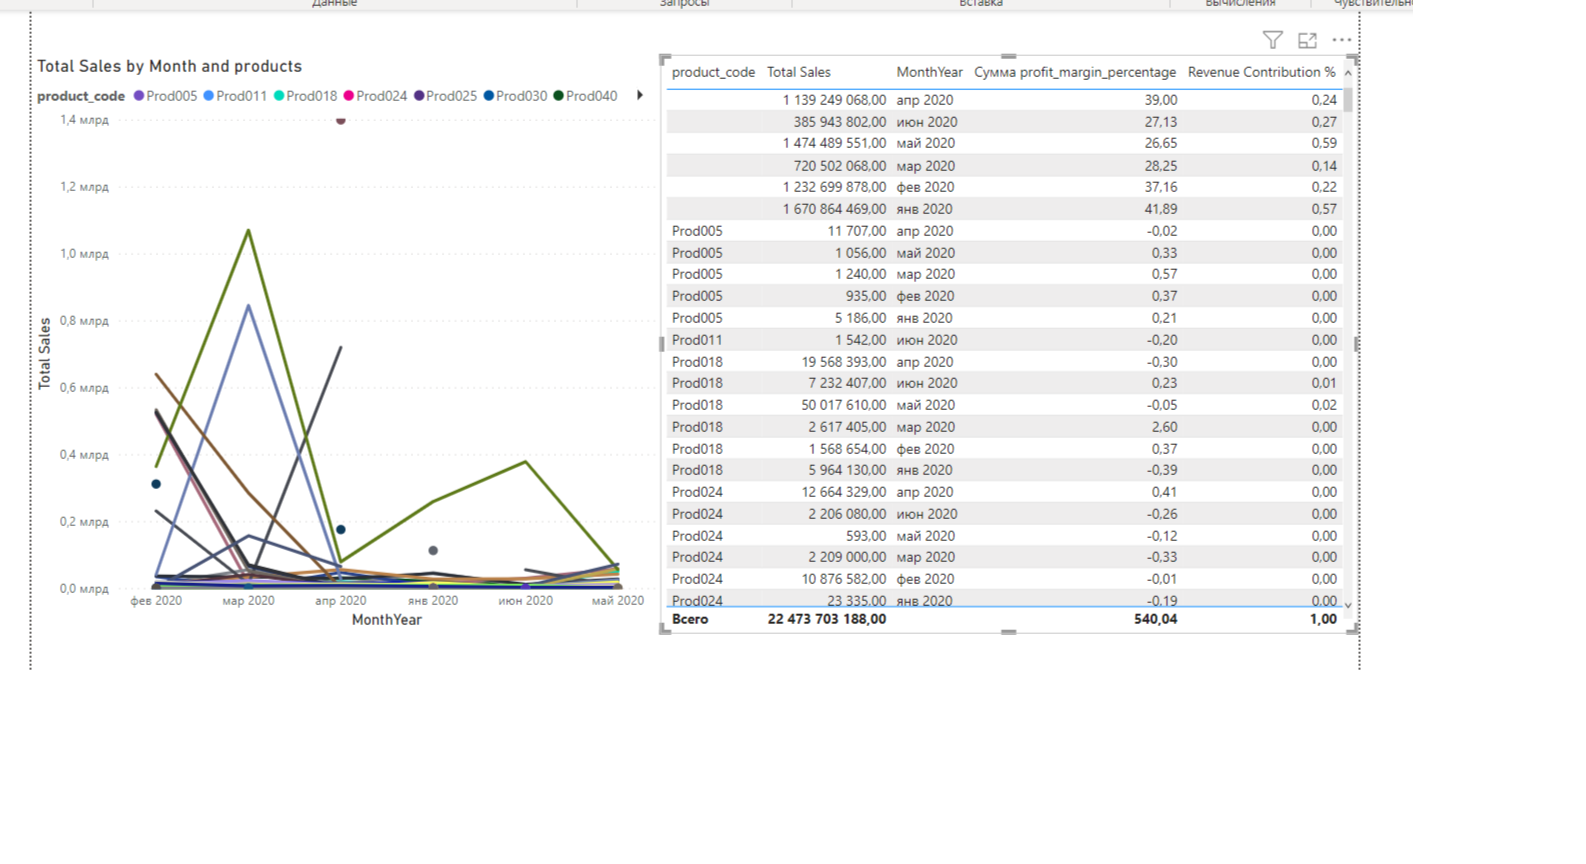 Данные Запросы Вставка Вычисления Чувствительн
Total Sales by Month and products
product_code Prod005 Prod011 Prod018 Prod024 Prod025 Prod030 Prod040
1,4 млрд
1,2 млрд
1,0 млрд
0,8 млрд
0,6 млрд
0,4 млрд
0,2 млрд
0,0 млрд
Total Sales
фев 2020 мар 2020 апр 2020 янв 2020 июн 2020 май 2020
MonthYear
product_code Total Sales MonthYear Сумма profit_margin_percentage Revenue Contribution %
1 139 249 068,00 апр 2020 39,00 0,24
385 943 802,00 июн 2020 27,13 0,27
1 474 489 551,00 май 2020 26,65 0,59
720 502 068,00 мар 2020 28,25 0,14
1 232 699 878,00 фев 2020 37,16 0,22
1 670 864 469,00 янв 2020 41,89 0,57
Prod005 11 707,00 апр 2020 -0,02 0,00
Prod005 1 056,00 май 2020 0,33 0,00
Prod005 1 240,00 мар 2020 0,57 0,00
Prod005 935,00 фев 2020 0,37 0,00
Prod005 5 186,00 янв 2020 0,21 0,00
Prod011 1 542,00 июн 2020 -0,20 0,00
Prod018 19 568 393,00 апр 2020 -0,30 0,00
Prod018 7 232 407,00 июн 2020 0,23 0,01
Prod018 50 017 610,00 май 2020 -0,05 0,02
Prod018 2 617 405,00 мар 2020 2,60 0,00
Prod018 1 568 654,00 фев 2020 0,37 0,00
Prod018 5 964 130,00 янв 2020 -0,39 0,00
Prod024 12 664 329,00 апр 2020 0,41 0,00
Prod024 2 206 080,00 июн 2020 -0,26 0,00
Prod024 593,00 май 2020 -0,12 0,00
Prod024 2 209 000,00 мар 2020 -0,33 0,00
Prod024 10 876 582,00 фев 2020 -0,01 0,00
Prod024 23 335,00 янв 2020 -0,19 0,00
Всего 22 473 703 188,00 540,04 1,00